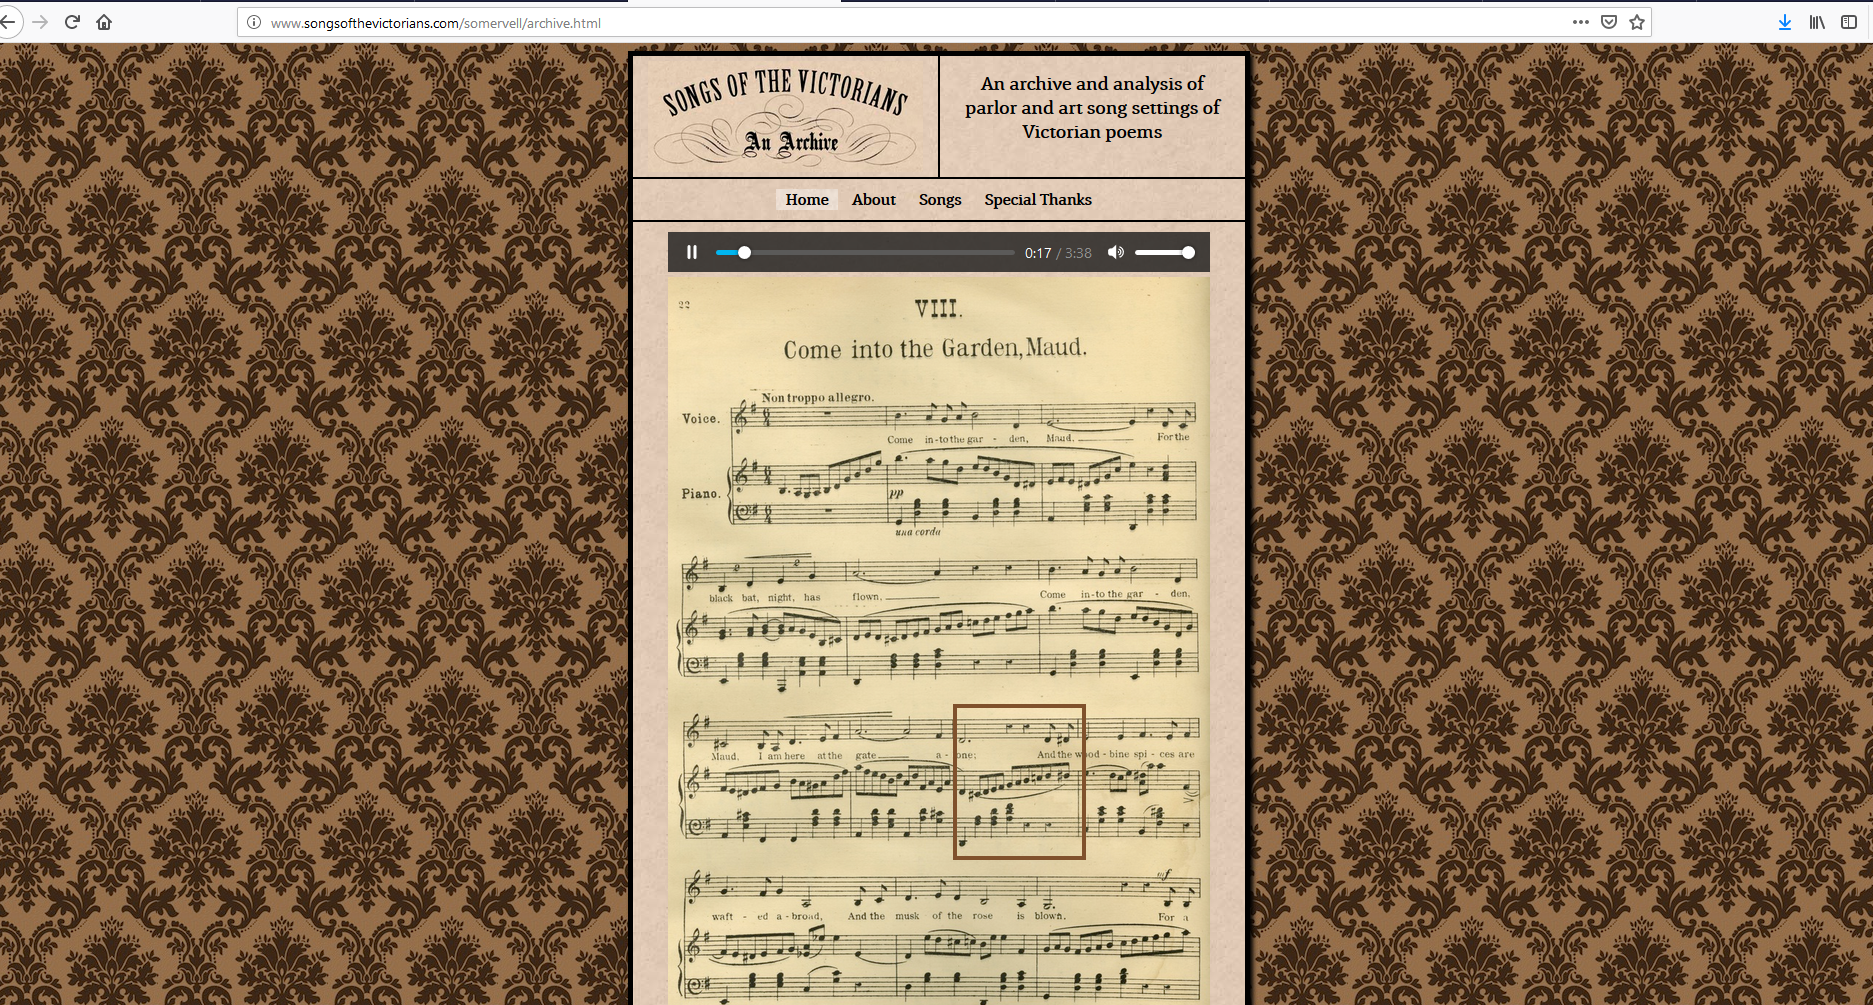 www.songsofthevictorians.com/somervell/archive.html
SONGS OF THE VICTORIANS
An Archive
An archive and analysis of
parlor and art song settings of
Victorian poems
Home About Songs Special Thanks
0:17 / 3:38
22
VIII.
Come into the Garden, Maud.
Non troppo allegro.
Voice.
Come in-to the gar - den, Maud. For the
Piano.
pp
una corda
2 2
black bat, night, has flown. Come in-to the gar - den,
Maud, I am here at the gate a - lone; And the wood - bine spi - ces are
mf
waft - ed a - broad, And the musk of the rose is blown. For a